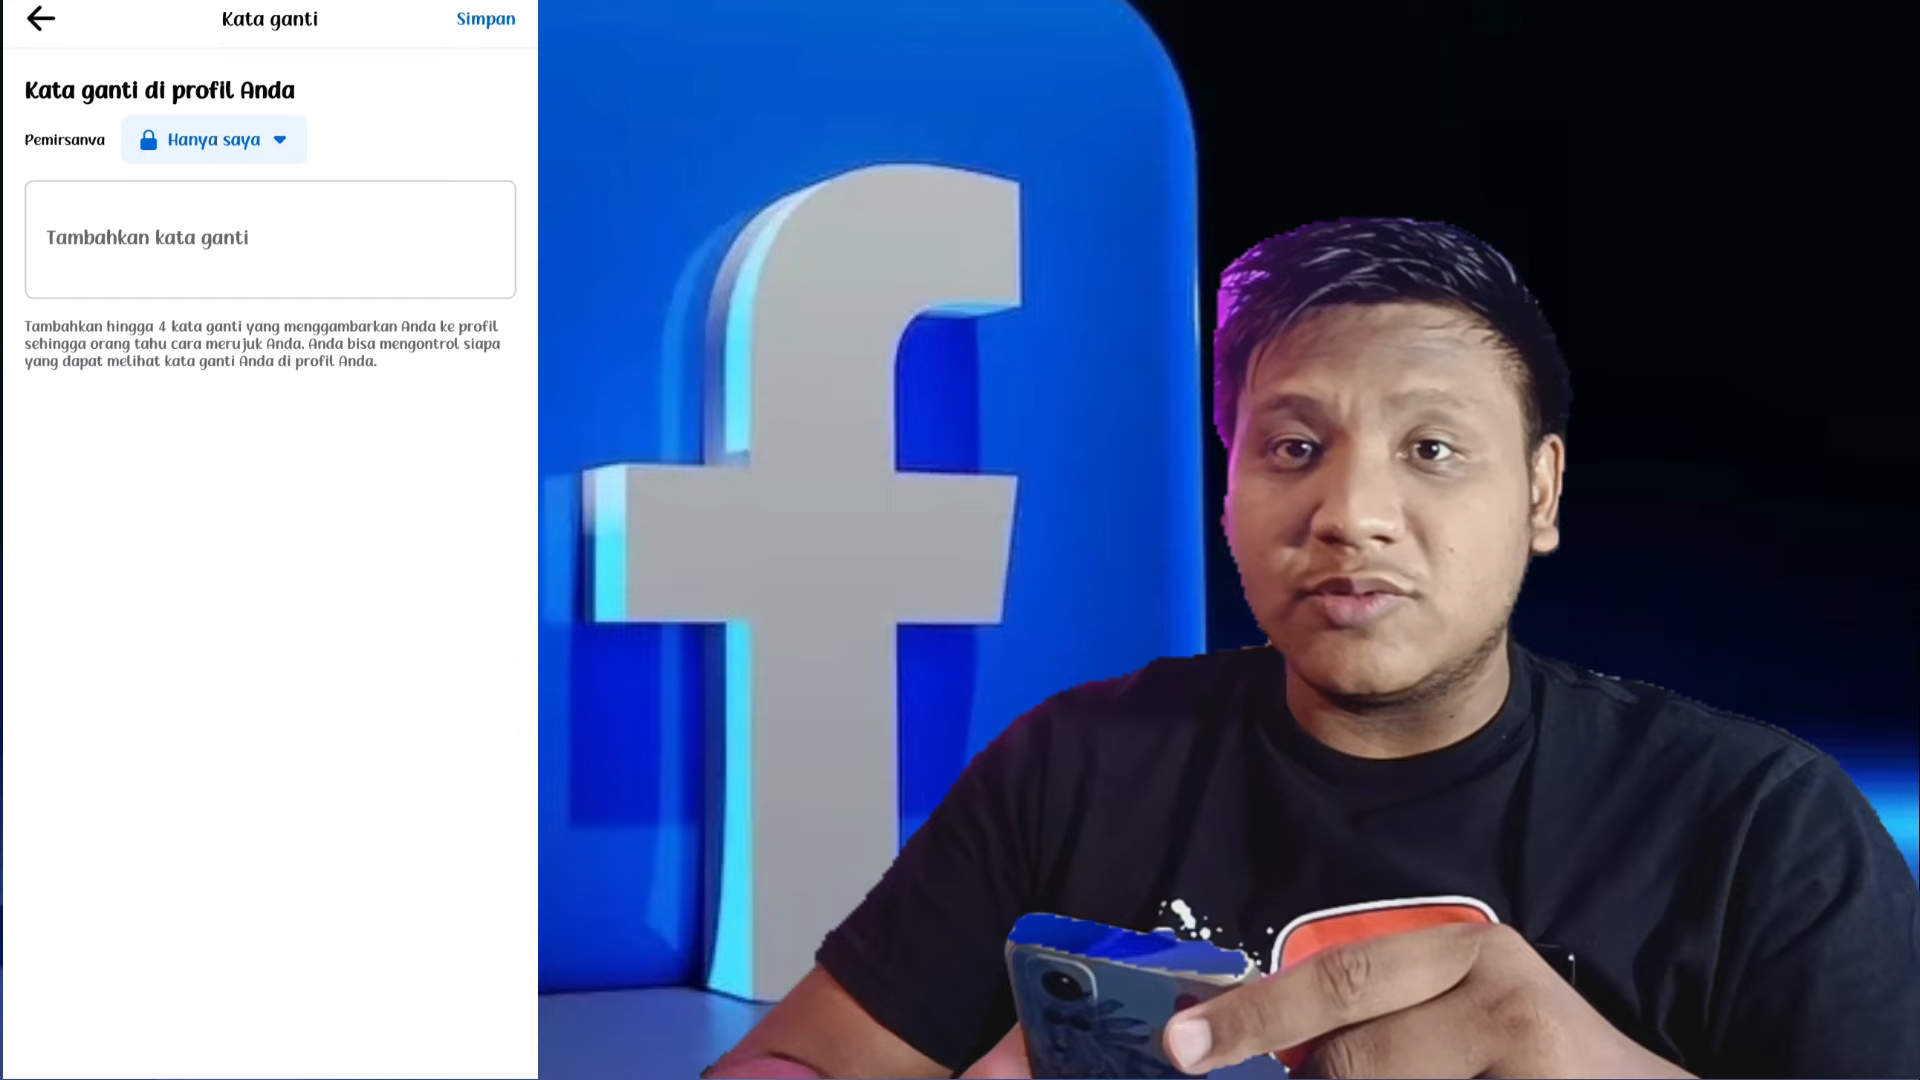 Kata ganti
Simpan
Kata ganti di profil Anda
Pemirsanya
Hanya saya
Tambahkan kata ganti
Tambahkan hingga 4 kata ganti yang menggambarkan Anda ke profil
sehingga orang tahu cara merujuk Anda. Anda bisa mengontrol siapa
yang dapat melihat kata ganti Anda di profil Anda.
f